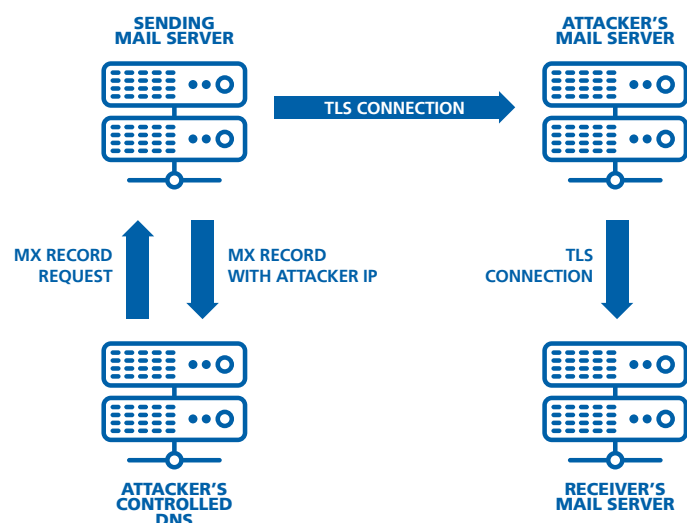 SENDING
MAIL SERVER
ATTACKER'S
MAIL SERVER
TLS CONNECTION
MX RECORD
REQUEST
MX RECORD
WITH ATTACKER IP
TLS
CONNECTION
ATTACKER'S
CONTROLLED
DNS
RECEIVER'S
MAIL SERVER